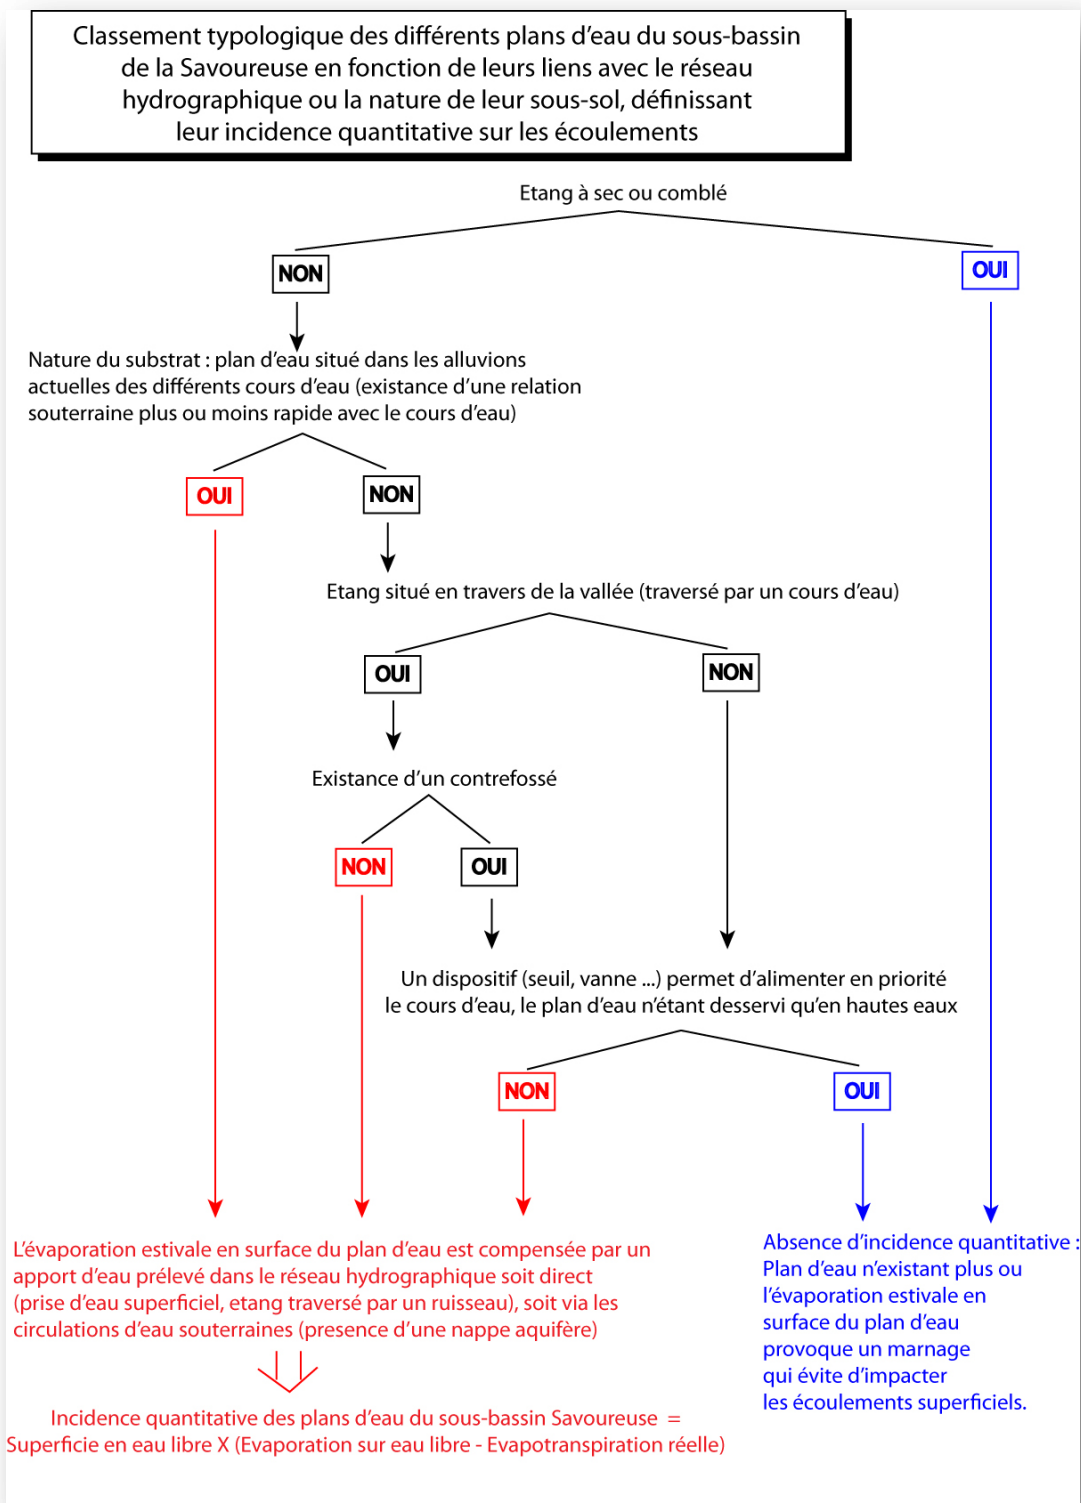 Classement typologique des différents plans d'eau du sous-bassin
de la Savoureuse en fonction de leurs liens avec le réseau
hydrographique ou la nature de leur sous-sol, définissant
leur incidence quantitative sur les écoulements
Etang à sec ou comblé
NON
OUI
Nature du substrat : plan d'eau situé dans les alluvions
actuelles des différents cours d'eau (existance d'une relation
souterraine plus ou moins rapide avec le cours d'eau)
OUI
NON
Etang situé en travers de la vallée (traversé par un cours d'eau)
OUI
NON
Existance d'un contrefossé
NON
OUI
Un dispositif (seuil, vanne ...) permet d'alimenter en priorité
le cours d'eau, le plan d'eau n'étant desservi qu'en hautes eaux
NON
OUI
L'évaporation estivale en surface du plan d'eau est compensée par un
apport d'eau prélevé dans le réseau hydrographique soit direct
(prise d'eau superficiel, etang traversé par un ruisseau), soit via les
circulations d'eau souterraines (presence d'une nappe aquifère)
Incidence quantitative des plans d'eau du sous-bassin Savoureuse =
Superficie en eau libre X (Evaporation sur eau libre - Evapotranspiration réelle)
Absence d'incidence quantitative :
Plan d'eau n'existant plus ou
l'évaporation estivale en
surface du plan d'eau
provoque un marnage
qui évite d'impacter
les écoulements superficiels.